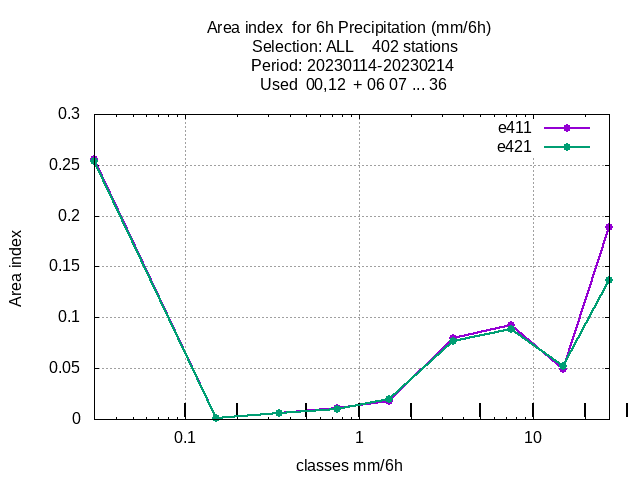 Area index  for 6h Precipitation (mm/6h)
Selection: ALL    402 stations
Period: 20230114-20230214
Used  00,12  + 06 07 ... 36
0.3
e411
e421
0.25
0.2
0.15
0.1
0.05
0
Area index
0.1
1
10
classes mm/6h